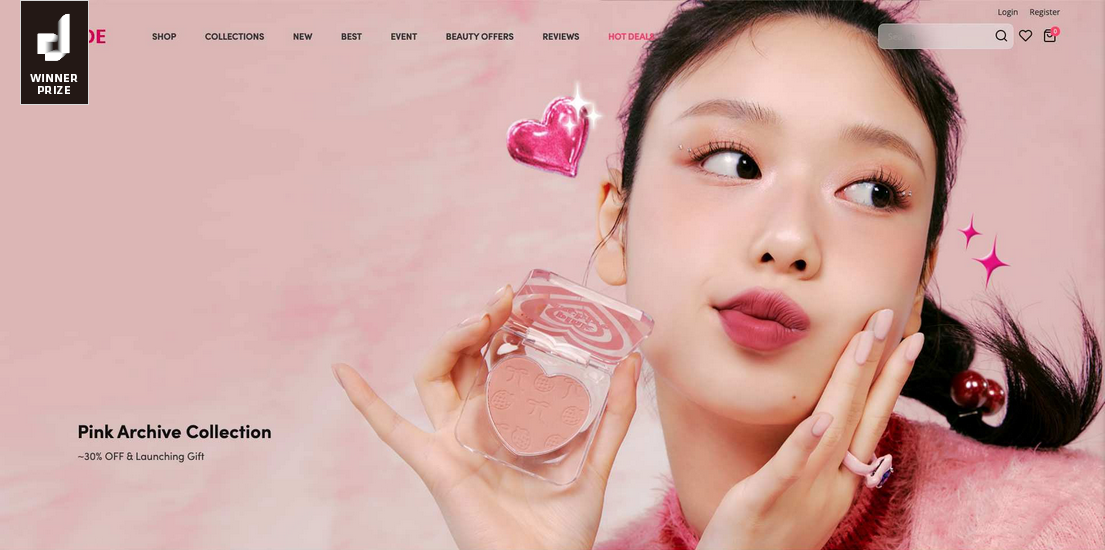 Login Register
DE SHOP COLLECTIONS NEW BEST EVENT BEAUTY OFFERS REVIEWS HOT DEALS
0
WINNER
PRIZE
Pink Archive Collection
~30% OFF & Launching Gift